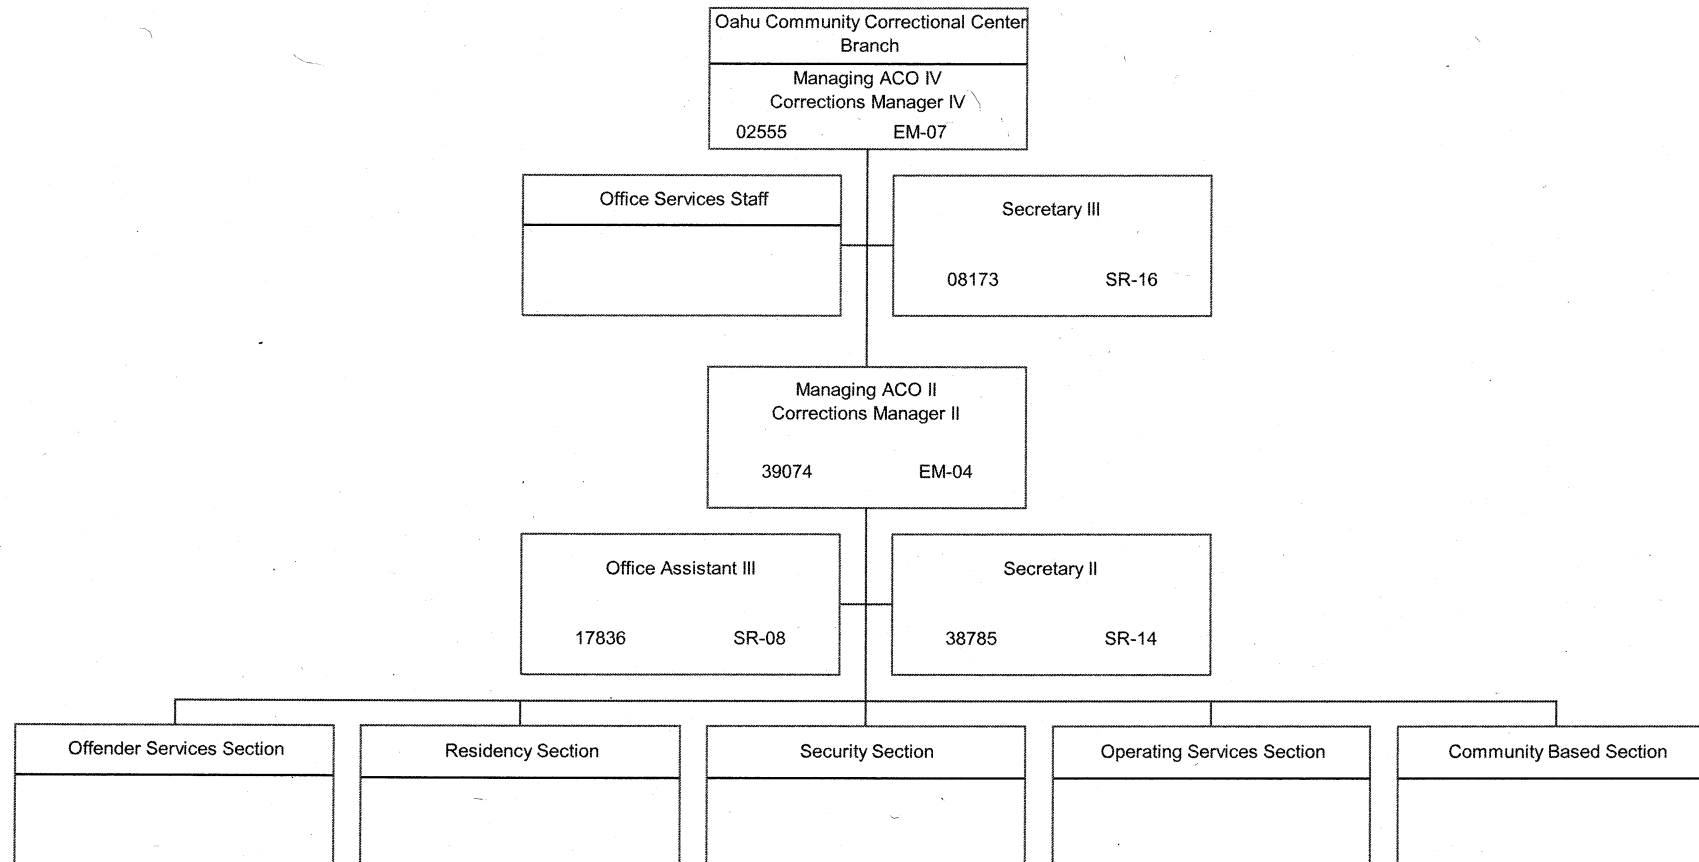 Oahu Community Correctional Center
Branch
Managing ACO IV
Corrections Manager IV
02555 EM-07
Office Services Staff
Secretary III
08173 SR-16
Managing ACO II
Corrections Manager II
39074 EM-04
Office Assistant III
17836 SR-08
Secretary II
38785 SR-14
Offender Services Section
Residency Section
Security Section
Operating Services Section
Community Based Section